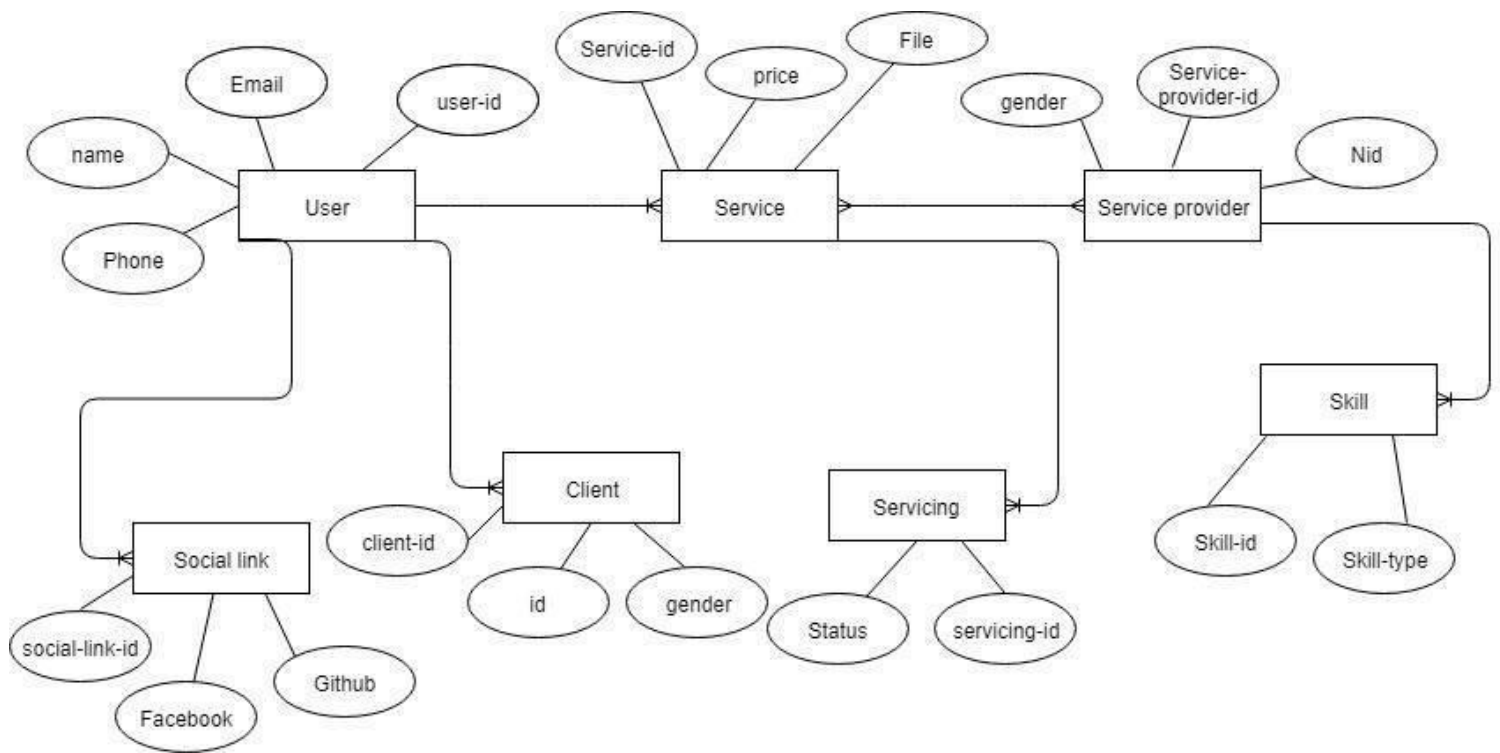 Service-id
File
Email
price
Service-
provider-id
user-id
gender
name
Nid
User
Service
Service provider
Phone
Skill
Client
Servicing
client-id
Skill-id
Social link
Skill-type
id
gender
Status
servicing-id
social-link-id
Github
Facebook